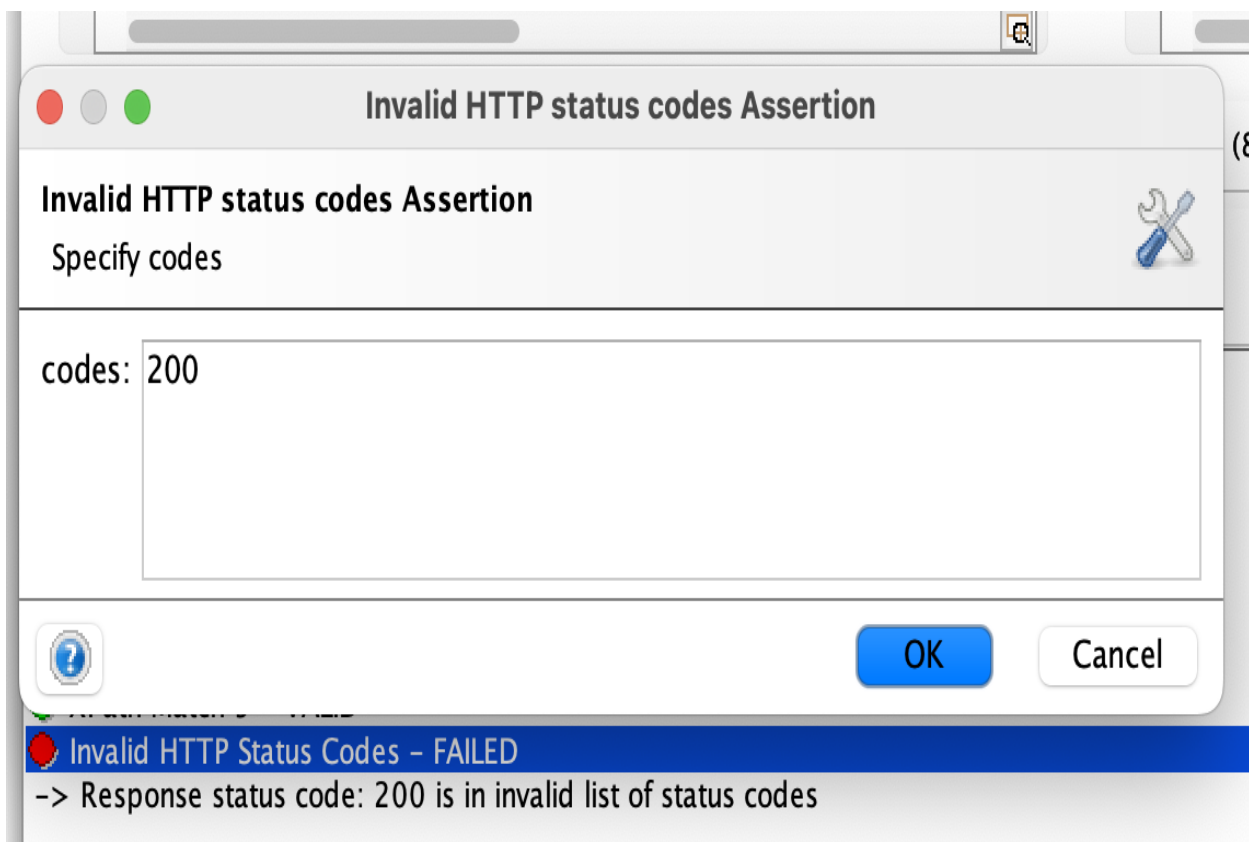 Invalid HTTP status codes Assertion
(8
Invalid HTTP status codes Assertion
Specify codes
codes: 200
OK
Cancel
Invalid HTTP Status Codes – FAILED
–> Response status code: 200 is in invalid list of status codes